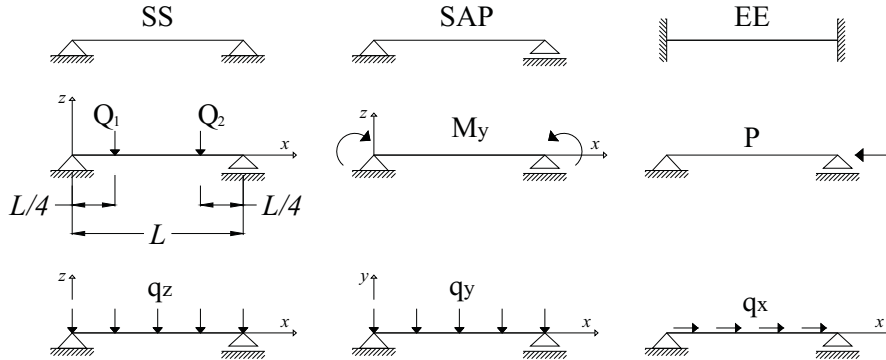 SS SAP EE
z Q₁ Q₂ x
z My x
P
L/4 L/4
L
z qz x
y qy x
qx x